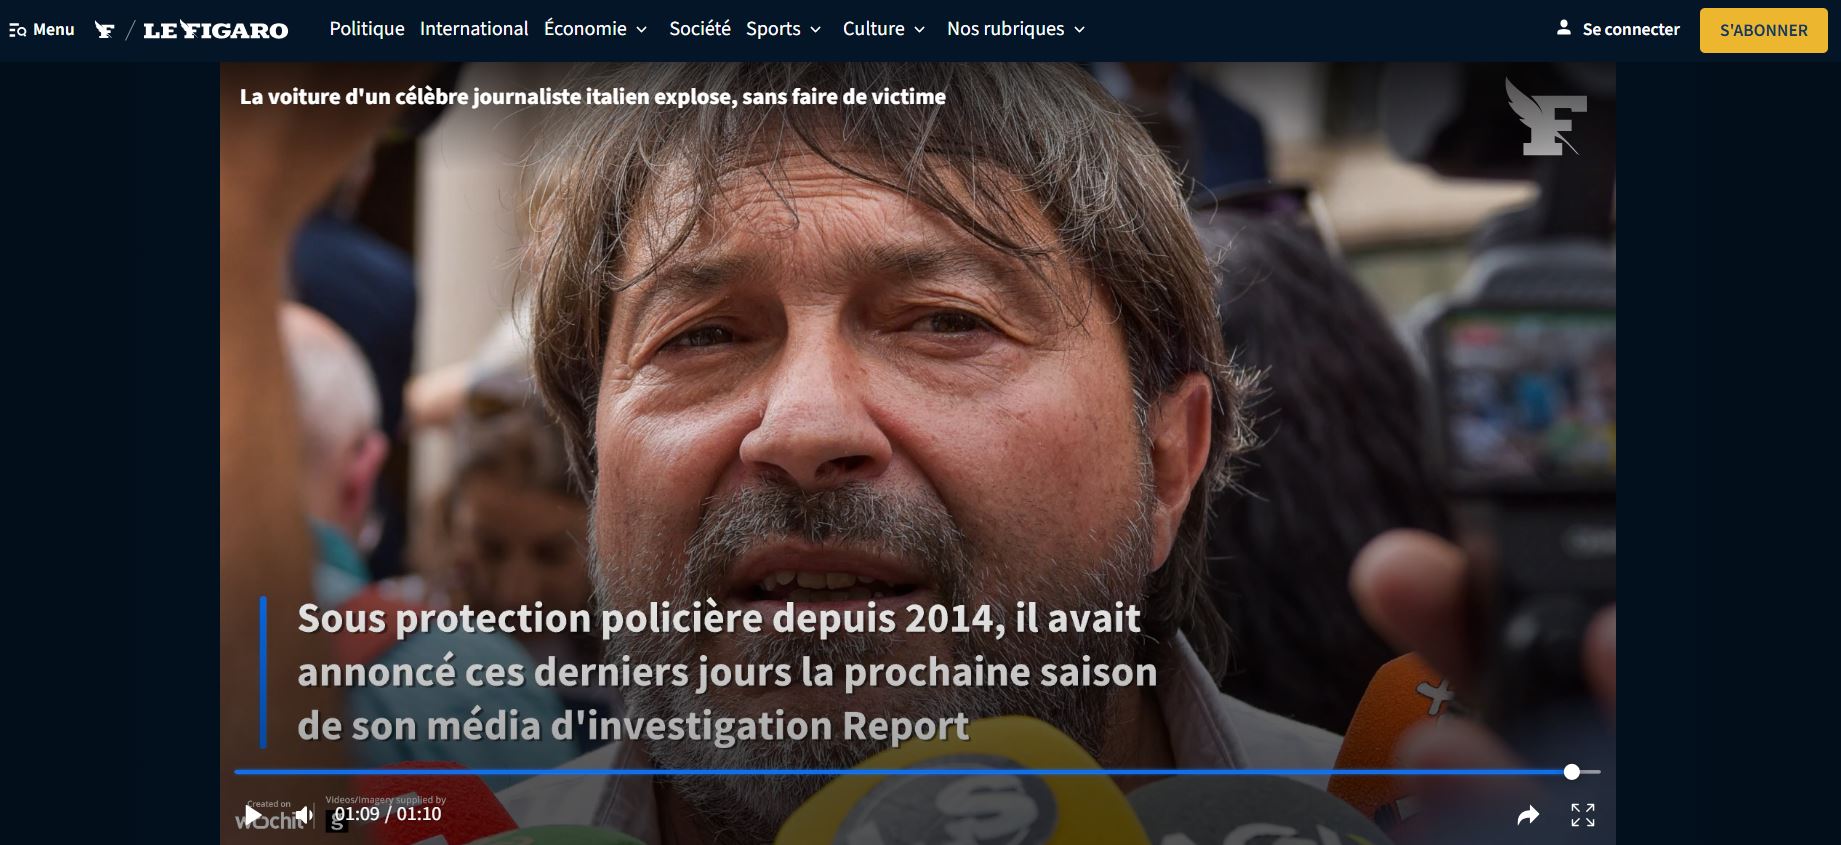 Menu
LE FIGARO
Politique International Économie Société Sports Culture Nos rubriques
Se connecter
S'ABONNER
La voiture d'un célèbre journaliste italien explose, sans faire de victime
Sous protection policière depuis 2014, il avait
annoncé ces derniers jours la prochaine saison
de son média d'investigation Report
Created on
wochit
Videos/Imagery supplied by
g
01:09 / 01:10